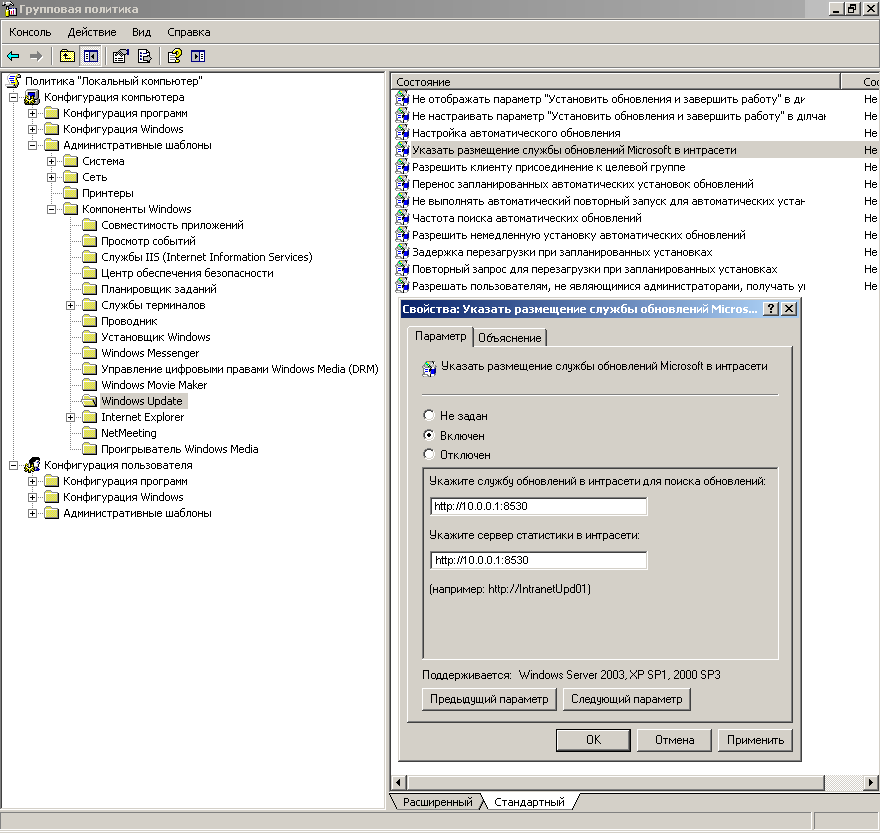 Групповая политика
Консоль Действие Вид Справка
Политика "Локальный компьютер"
Конфигурация компьютера
Конфигурация программ
Конфигурация Windows
Административные шаблоны
Система
Сеть
Принтеры
Компоненты Windows
Совместимость приложений
Просмотр событий
Службы IIS (Internet Information Services)
Центр обеспечения безопасности
Планировщик заданий
Службы терминалов
Проводник
Установщик Windows
Windows Messenger
Управление цифровыми правами Windows Media (DRM)
Windows Movie Maker
Windows Update
Internet Explorer
NetMeeting
Проигрыватель Windows Media
Конфигурация пользователя
Конфигурация программ
Конфигурация Windows
Административные шаблоны
Состояние Сос
Не отображать параметр "Установить обновления и завершить работу" в ди Не
Не настраивать параметр "Установить обновления и завершить работу" в Не
Настройка автоматического обновления Не
Указать размещение службы обновлений Microsoft в интрасети Не
Разрешить клиенту присоединение к целевой группе Не
Перенос запланированных автоматических установок обновлений Не
Не выполнять автоматический повторный запуск для автоматических устан Не
Частота поиска автоматических обновлений Не
Разрешить немедленную установку автоматических обновлений Не
Задержка перезагрузки при запланированных установках Не
Повторный запрос для перезагрузки при запланированных установках Не
Разрешать пользователям, не являющимися администраторами, получать Не
Свойства: Указать размещение службы обновлений Micros...
Параметр Объяснение
Указать размещение службы обновлений Microsoft в интрасети
Не задан
Включен
Отключен
Укажите службу обновлений в интрасети для поиска обновлений:
http://10.0.0.1:8530
Укажите сервер статистики в интрасети:
http://10.0.0.1:8530
(например: http://IntranetUpd01)
Поддерживается: Windows Server 2003, XP SP1, 2000 SP3
Предыдущий параметр Следующий параметр
OK Отмена Применить
Расширенный Стандартный